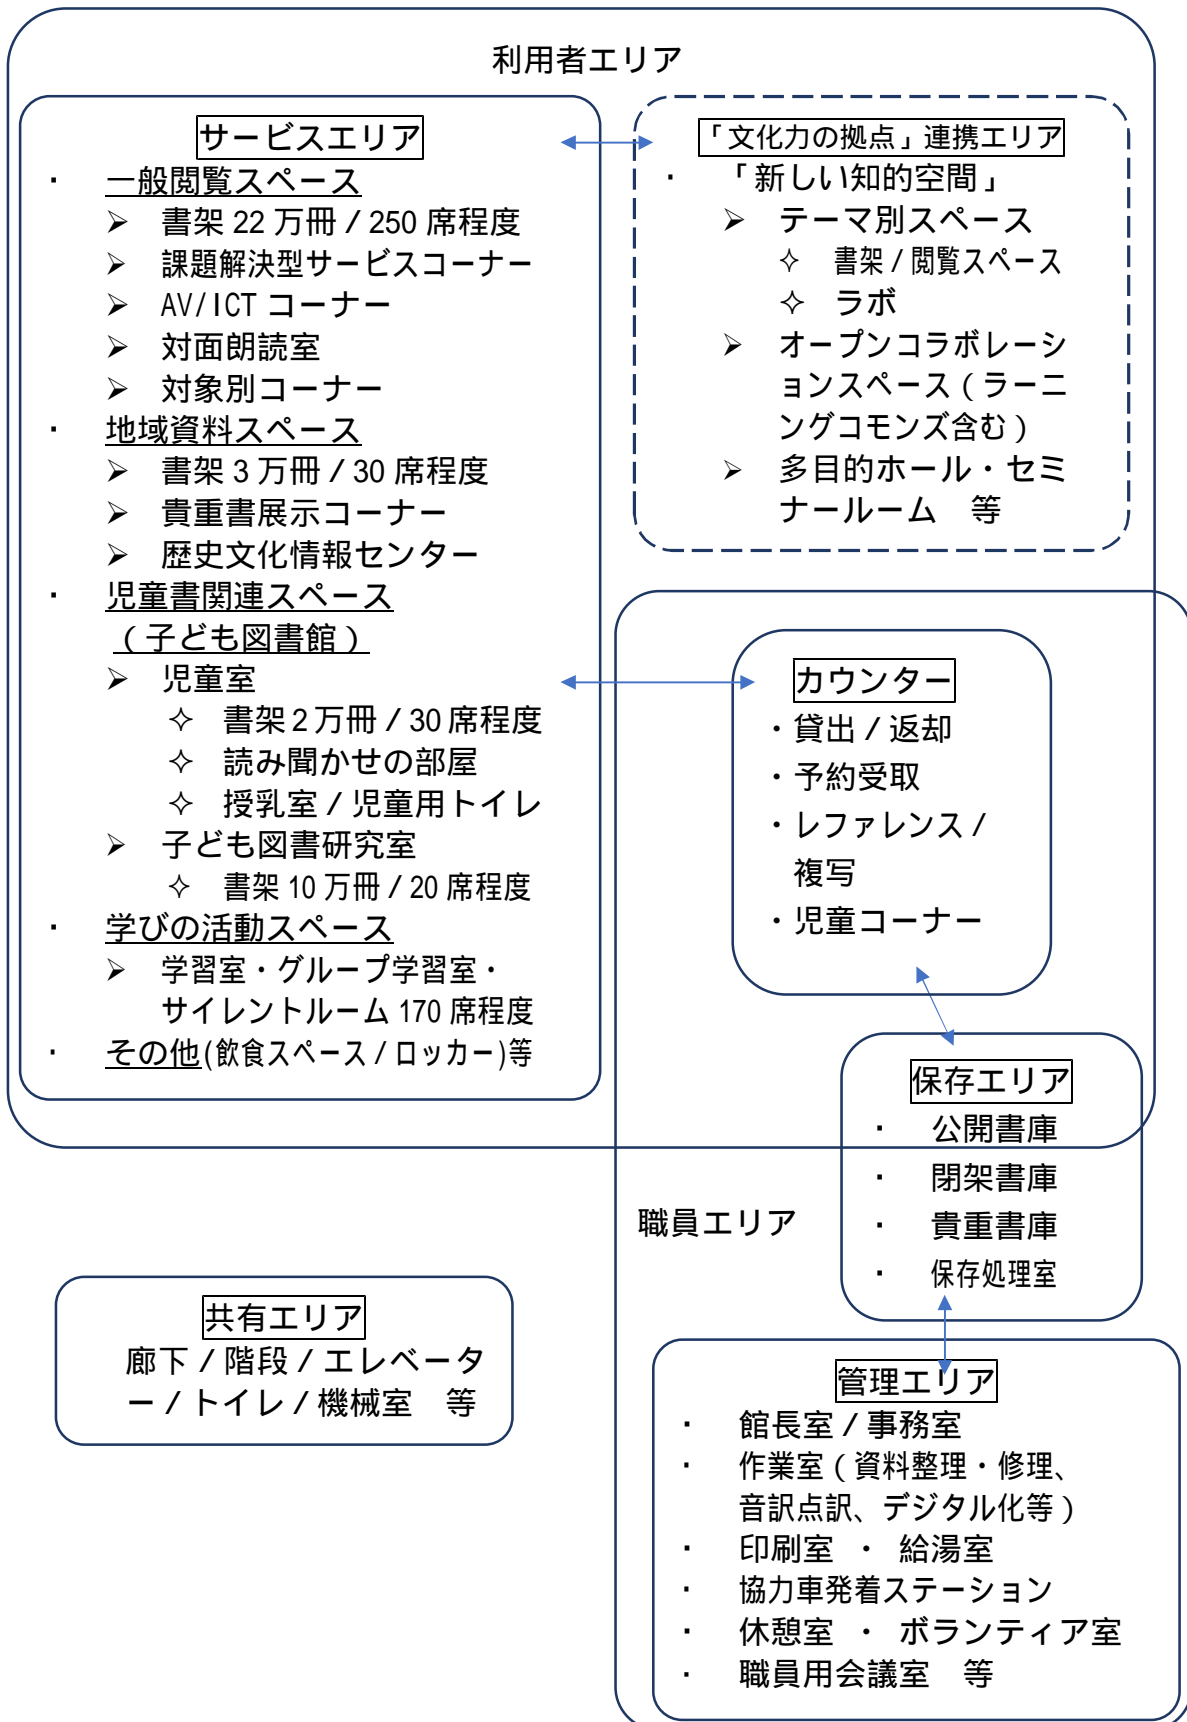 利用者エリア
サービスエリア
・ 一般閲覧スペース
➢ 書架 22 万冊 / 250 席程度
➢ 課題解決型サービスコーナー
➢ AV/ICT コーナー
➢ 対面朗読室
➢ 対象別コーナー
・ 地域資料スペース
➢ 書架 3 万冊 / 30 席程度
➢ 貴重書展示コーナー
➢ 歴史文化情報センター
・ 児童書関連スペース
（子ども図書館）
➢ 児童室
✧ 書架 2 万冊 / 30 席程度
✧ 読み聞かせの部屋
✧ 授乳室 / 児童用トイレ
➢ 子ども図書研究室
✧ 書架 10 万冊 / 20 席程度
・ 学びの活動スペース
➢ 学習室・グループ学習室・
サイレントルーム 170 席程度
・ その他(飲食スペース / ロッカー)等
「文化力の拠点」連携エリア
・ 「新しい知的空間」
➢ テーマ別スペース
✧ 書架 / 閲覧スペース
✧ ラボ
➢ オープンコラボレーシ
ョンスペース（ラーニ
ングコモンズ含む）
➢ 多目的ホール・セミ
ナールーム 等
カウンター
・貸出 / 返却
・予約受取
・レファレンス /
複写
・児童コーナー
保存エリア
・ 公開書庫
・ 閉架書庫
・ 貴重書庫
・ 保存処理室
職員エリア
共有エリア
廊下 / 階段 / エレベータ
ー / トイレ / 機械室 等
管理エリア
・ 館長室 / 事務室
・ 作業室（資料整理・修理、
音訳点訳、デジタル化等）
・ 印刷室 ・ 給湯室
・ 協力車発着ステーション
・ 休憩室 ・ ボランティア室
・ 職員用会議室 等